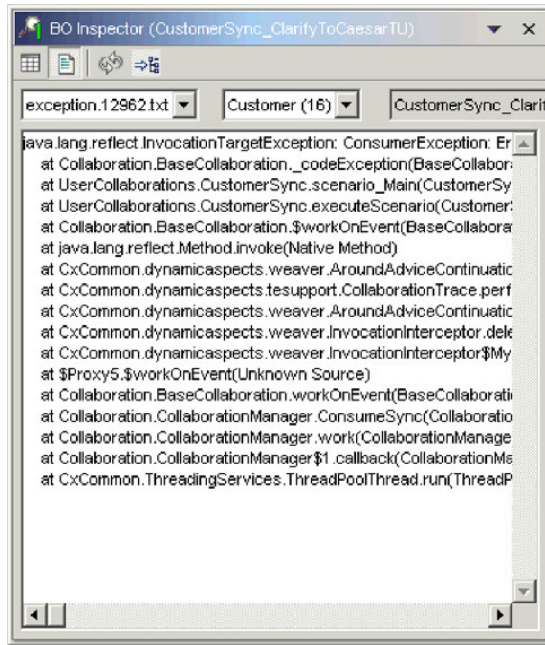 BO Inspector (CustomerSync_ClarifyToCaesarTU)
exception.12962.txt Customer (16) CustomerSync_Clarif
java.lang.reflect.InvocationTargetException: ConsumerException: Er
at Collaboration.BaseCollaboration._codeException(BaseCollabor
at UserCollaborations.CustomerSync.scenario_Main(CustomerSy
at UserCollaborations.CustomerSync.executeScenario(Customer
at Collaboration.BaseCollaboration.$workOnEvent(BaseCollabora
at java.lang.reflect.Method.invoke(Native Method)
at CxCommon.dynamicaspects.weaver.AroundAdviceContinuatic
at CxCommon.dynamicaspects.tesupport.CollaborationTrace.perf
at CxCommon.dynamicaspects.weaver.AroundAdviceContinuatic
at CxCommon.dynamicaspects.weaver.InvocationInterceptor.dele
at CxCommon.dynamicaspects.weaver.InvocationInterceptor$My
at $Proxy5.$workOnEvent(Unknown Source)
at Collaboration.BaseCollaboration.workOnEvent(BaseCollaborati
at Collaboration.CollaborationManager.ConsumeSync(Collaboratio
at Collaboration.CollaborationManager.work(CollaborationManage
at Collaboration.CollaborationManager$1.callback(CollaborationMa
at CxCommon.ThreadingServices.ThreadPoolThread.run(ThreadP